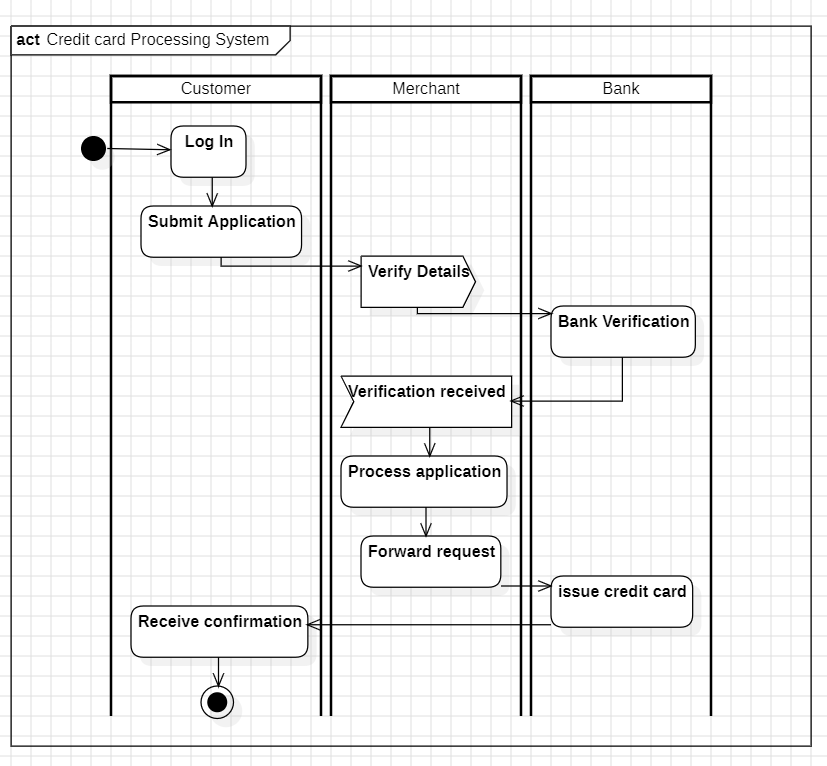 act Credit card Processing System
Customer
Merchant
Bank
Log In
Submit Application
Verify Details
Bank Verification
Verification received
Process application
Forward request
issue credit card
Receive confirmation